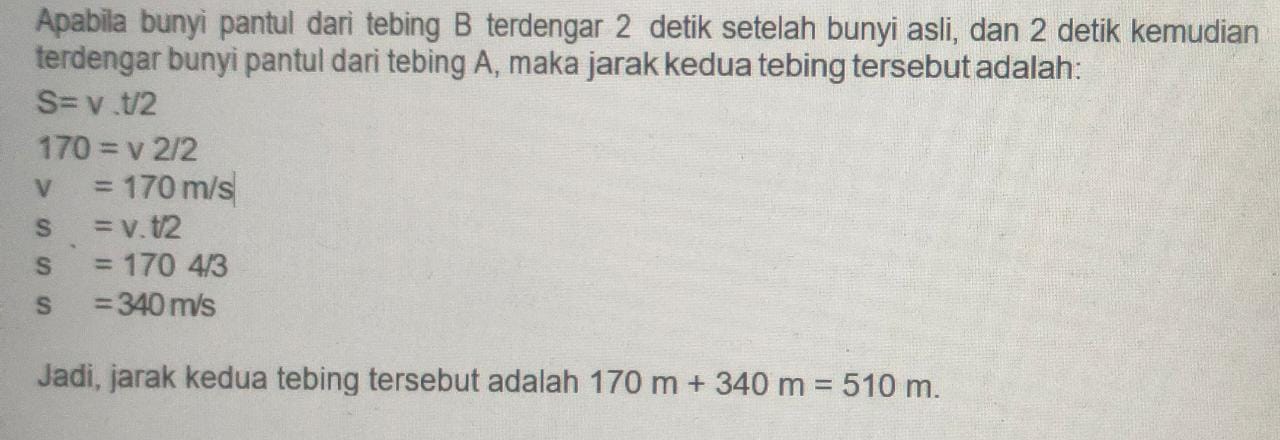 Apabila bunyi pantul dari tebing B terdengar 2 detik setelah bunyi asli, dan 2 detik kemudian
terdengar bunyi pantul dari tebing A, maka jarak kedua tebing tersebut adalah:
S= v .t/2
170 = v 2/2
v = 170 m/s
s = v. t/2
s = 170 4/3
s = 340 m/s
Jadi, jarak kedua tebing tersebut adalah 170 m + 340 m = 510 m.